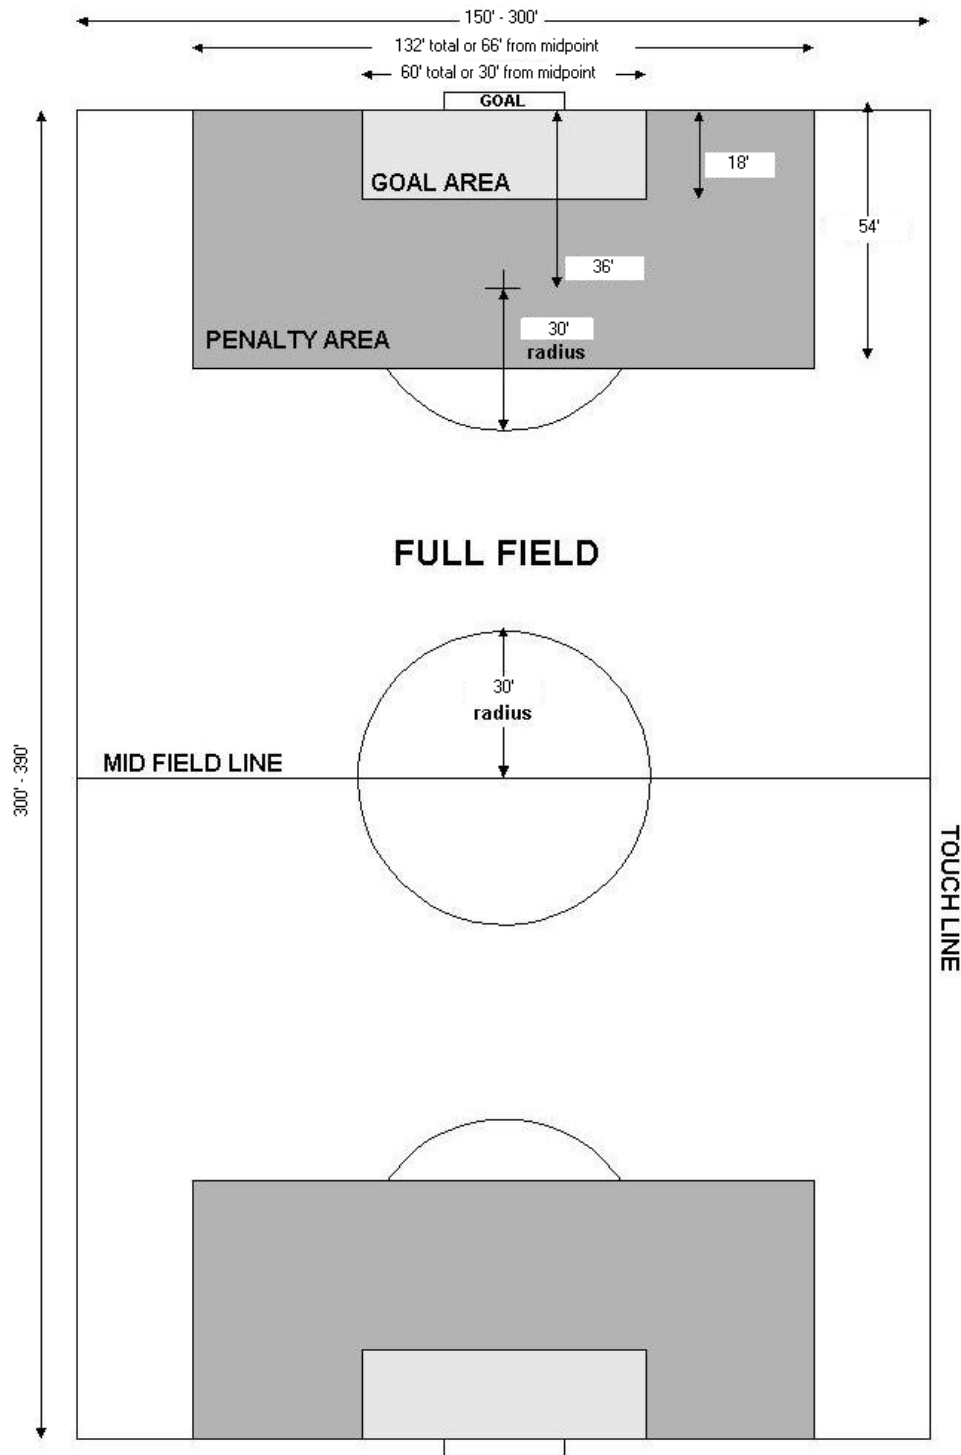 150' - 300'
132' total or 66' from midpoint
60' total or 30' from midpoint
GOAL
18'
GOAL AREA
54'
36'
30'
radius
PENALTY AREA
FULL FIELD
30'
radius
MID FIELD LINE
300' - 390'
TOUCH LINE